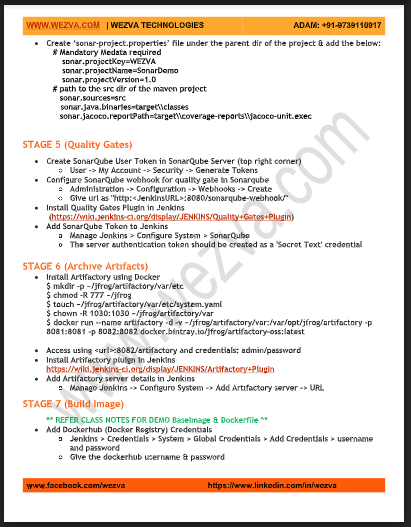 WWW.WEZVA.COM | WEZVA TECHNOLOGIES ADAM: +91-9739110917
• Create ‘sonar-project.properties’ file under the parent dir of the project & add the below:
# Mandatory Medata required
sonar.projectKey=WEZVA
sonar.projectName=SonarDemo
sonar.projectVersion=1.0
# path to the src dir of the maven project
sonar.sources=src
sonar.java.binaries=target\\classes
sonar.jacoco.reportPath=target\\coverage-reports\\jacoco-unit.exec
STAGE 5 (Quality Gates)
• Create SonarQube User Token in SonarQube Server (top right corner)
o User -> My Account -> Security -> Generate Tokens
• Configure SonarQube webhook for quality gate in Sonarqube
o Administration -> Configuration -> Webhooks -> Create
o Give url as "http:<JenkinsURL>:8080/sonarqube-webhook/"
• Install Quality Gates Plugin in Jenkins
(https://wiki.jenkins-ci.org/display/JENKINS/Quality+Gates+Plugin)
• Add SonarQube Token to Jenkins
o Manage Jenkins > Configure System > SonarQube
o The server authentication token should be created as a 'Secret Text' credential
STAGE 6 (Archive Artifacts)
• Install Artifactory using Docker
$ mkdir -p ~/jfrog/artifactory/var/etc
$ chmod -R 777 ~/jfrog
$ touch ~/jfrog/artifactory/var/etc/system.yaml
$ chown -R 1030:1030 ~/jfrog/artifactory/var
$ docker run --name artifactory -d -v ~/jfrog/artifactory/var:/var/opt/jfrog/artifactory -p
8081:8081 -p 8082:8082 docker.bintray.io/jfrog/artifactory-oss:latest
• Access using <url>:8082/artifactory and credentials: admin/password
• Install Artifactory plugin in Jenkins
https://wiki.jenkins-ci.org/display/JENKINS/Artifactory+Plugin
• Add Artifactory server details in Jenkins
o Manage Jenkins -> Configure System -> Add Artifactory server -> URL
STAGE 7 (Build Image)
** REFER CLASS NOTES FOR DEMO BaseImage & Dockerfile **
• Add Dockerhub (Docker Registry) Credentials
o Jenkins > Credentials > System > Global Credentials > Add Credentials > username
and password
o Give the dockerhub username & password
www.facebook.com/wezva https://www.linkedin.com/in/wezva
www.wezva.com